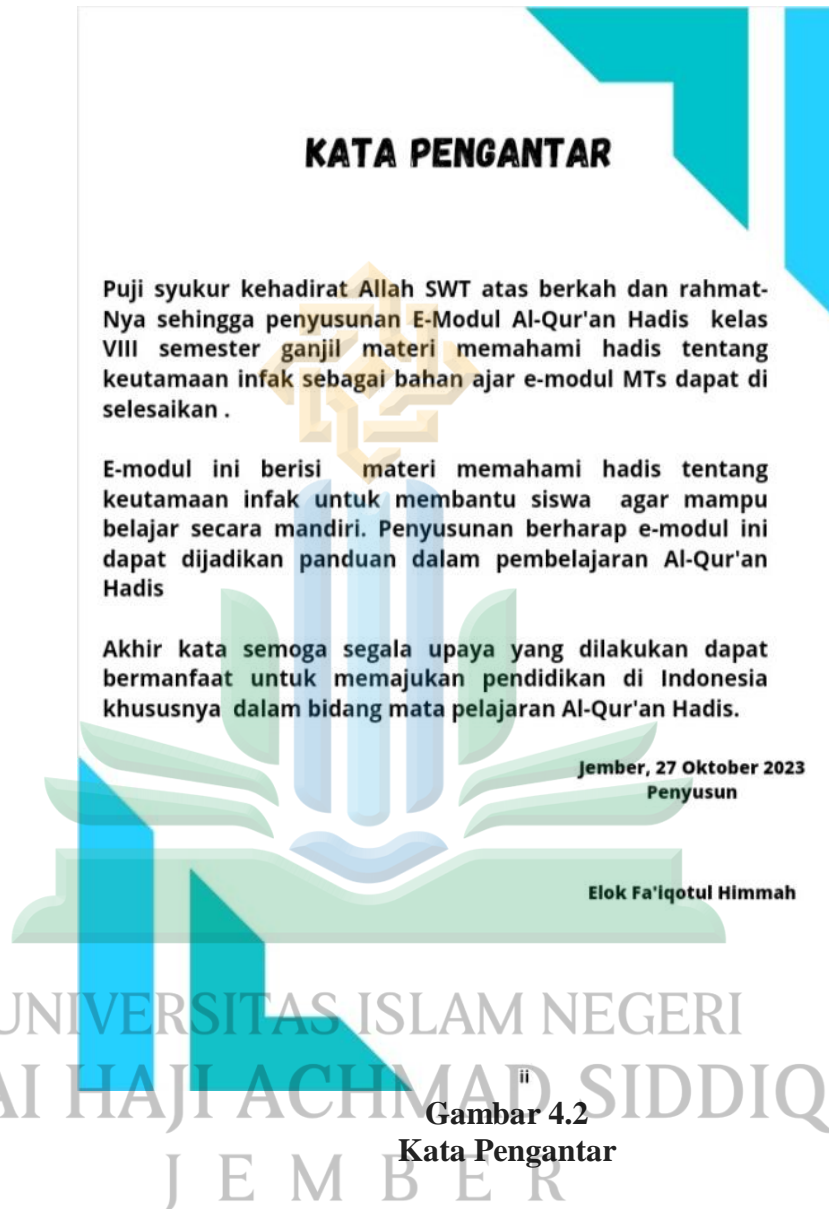 KATA PENGANTAR
Puji syukur kehadirat Allah SWT atas berkah dan rahmat-
Nya sehingga penyusunan E-Modul Al-Qur'an Hadis kelas
VIII semester ganjil materi memahami hadis tentang
keutamaan infak sebagai bahan ajar e-modul MTs dapat di
selesaikan .
E-modul ini berisi materi memahami hadis tentang
keutamaan infak untuk membantu siswa agar mampu
belajar secara mandiri. Penyusunan berharap e-modul ini
dapat dijadikan panduan dalam pembelajaran Al-Qur'an
Hadis
Akhir kata semoga segala upaya yang dilakukan dapat
bermanfaat untuk memajukan pendidikan di Indonesia
khususnya dalam bidang mata pelajaran Al-Qur'an Hadis.
Jember, 27 Oktober 2023
Penyusun
Elok Fa'iqotul Himmah
UNIVERSITAS ISLAM NEGERI
ii
AI HAJI ACHMAD SIDDIQ
Gambar 4.2
Kata Pengantar
JEMBER